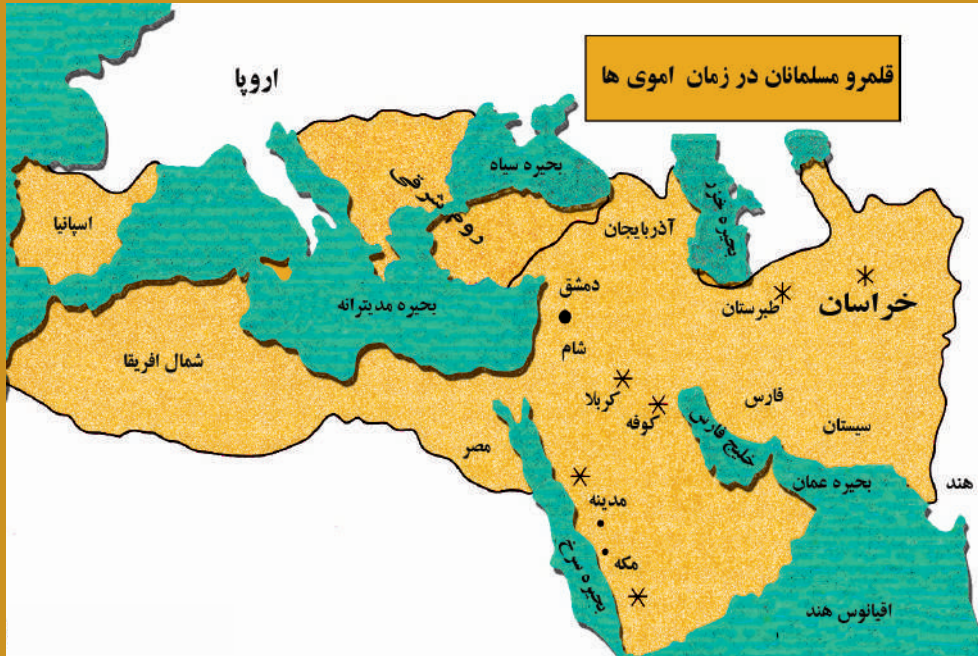 قلمرو مسلمانان در زمان اموی ها
اروپا
بحیره سیاه
بحیره خزر
روم شرقی
آذربایجان
اسپانیا
دمشق
خراسان
طبرستان
بحیره مدیترانه
شام
شمال افریقا
کربلا
کوفه
فارس
خلیج فارس
سیستان
مصر
بحیره عمان
هند
مدینه
مکه
بحیره سرخ
اقیانوس هند